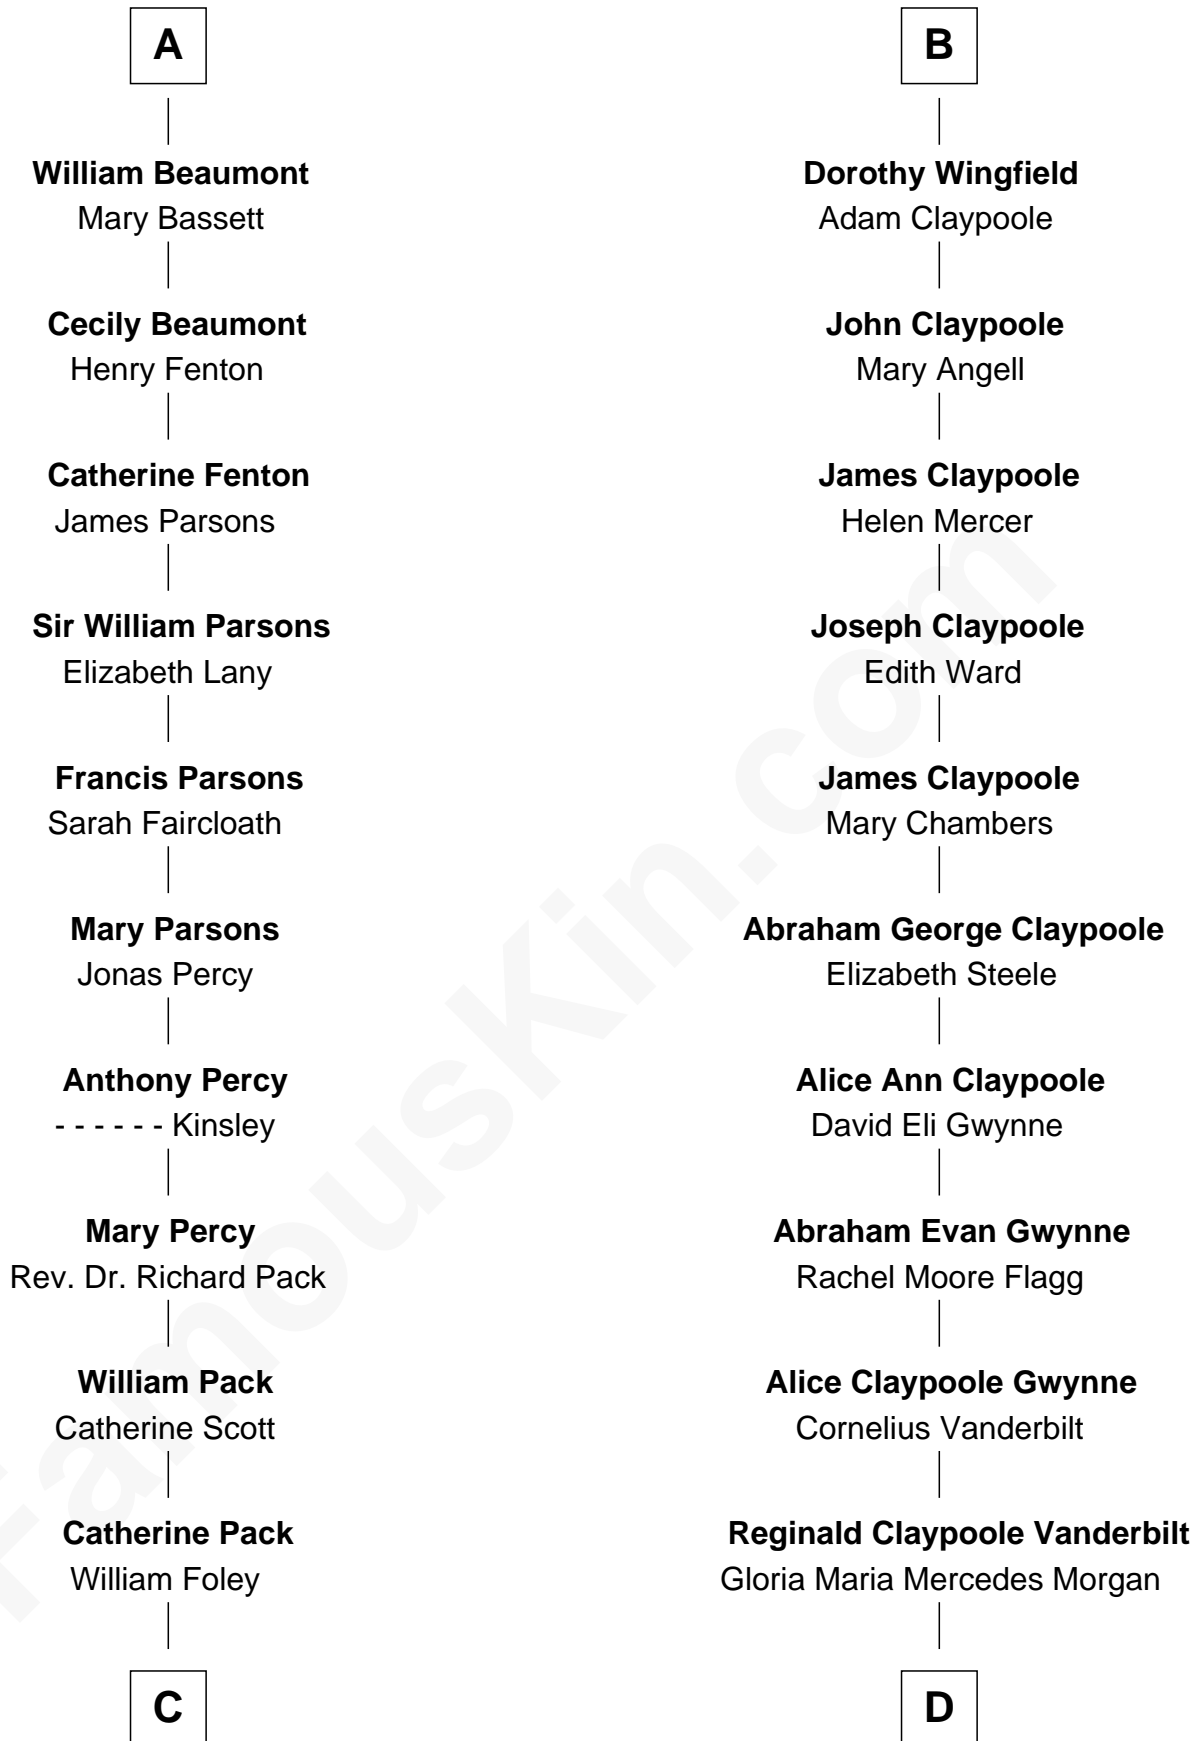 A
William Beaumont
Mary Bassett
Cecily Beaumont
Henry Fenton
Catherine Fenton
James Parsons
Sir William Parsons
Elizabeth Lany
Francis Parsons
Sarah Faircloath
Mary Parsons
Jonas Percy
Anthony Percy
- - - - - - Kinsley
Mary Percy
Rev. Dr. Richard Pack
William Pack
Catherine Scott
Catherine Pack
William Foley
C
B
Dorothy Wingfield
Adam Claypoole
John Claypoole
Mary Angell
James Claypoole
Helen Mercer
Joseph Claypoole
Edith Ward
James Claypoole
Mary Chambers
Abraham George Claypoole
Elizabeth Steele
Alice Ann Claypoole
David Eli Gwynne
Abraham Evan Gwynne
Rachel Moore Flagg
Alice Claypoole Gwynne
Cornelius Vanderbilt
Reginald Claypoole Vanderbilt
Gloria Maria Mercedes Morgan
D
FamousKin.com